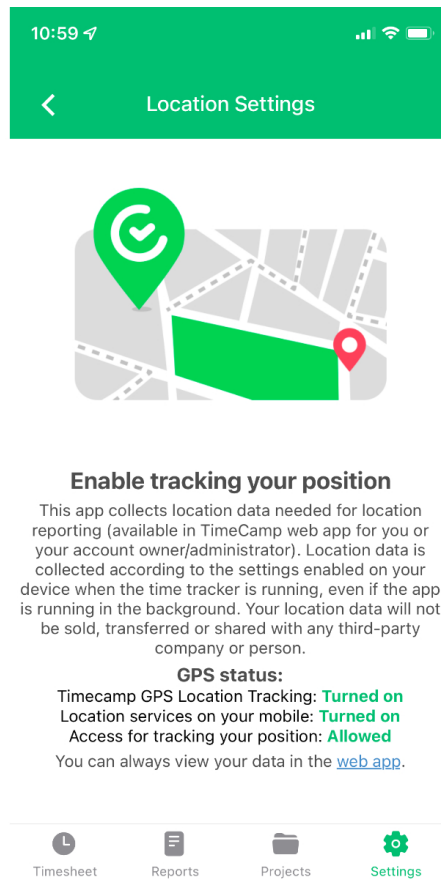 10:59
Location Settings
Enable tracking your position
This app collects location data needed for location
reporting (available in TimeCamp web app for you or
your account owner/administrator). Location data is
collected according to the settings enabled on your
device when the time tracker is running, even if the app
is running in the background. Your location data will not
be sold, transferred or shared with any third-party
company or person.
GPS status:
Timecamp GPS Location Tracking: Turned on
Location services on your mobile: Turned on
Access for tracking your position: Allowed
You can always view your data in the web app.
Timesheet Reports Projects Settings